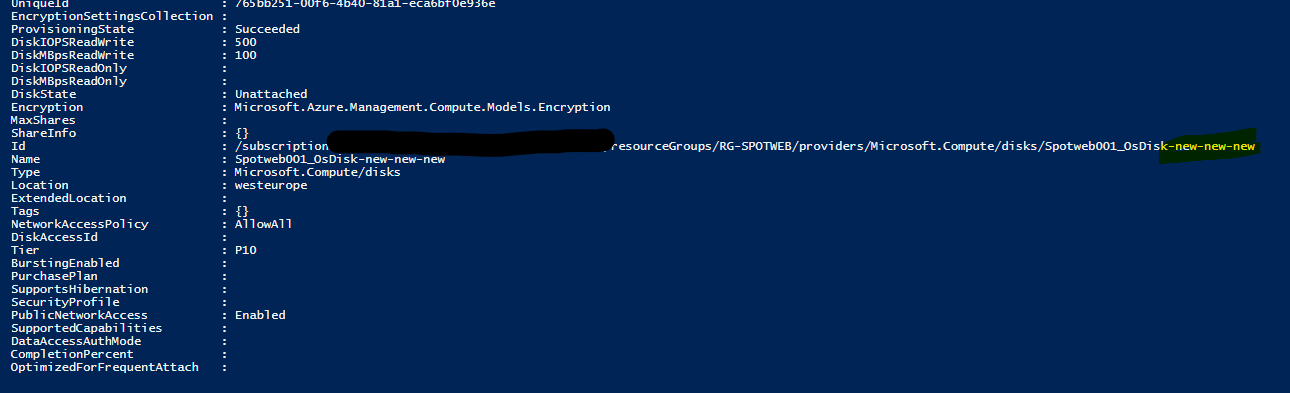 UniqueId : 765bb251-00f6-4b40-81a1-eca6bf0e936e
EncryptionSettingsCollection :
ProvisioningState : Succeeded
DiskIOPSReadWrite : 500
DiskMBpsReadWrite : 100
DiskIOPSReadOnly :
DiskMBpsReadOnly :
DiskState : Unattached
Encryption : Microsoft.Azure.Management.Compute.Models.Encryption
MaxShares :
ShareInfo : {}
Id : /subscription resourceGroups/RG-SPOTWEB/providers/Microsoft.Compute/disks/Spotweb001_OsDisk-new-new-new
Name : Spotweb001_OsDisk-new-new-new
Type : Microsoft.Compute/disks
Location : westeurope
ExtendedLocation :
Tags : {}
NetworkAccessPolicy : AllowAll
DiskAccessId :
Tier : P10
BurstingEnabled :
PurchasePlan :
SupportsHibernation :
SecurityProfile :
PublicNetworkAccess : Enabled
SupportedCapabilities :
DataAccessAuthMode :
CompletionPercent :
OptimizedForFrequentAttach :